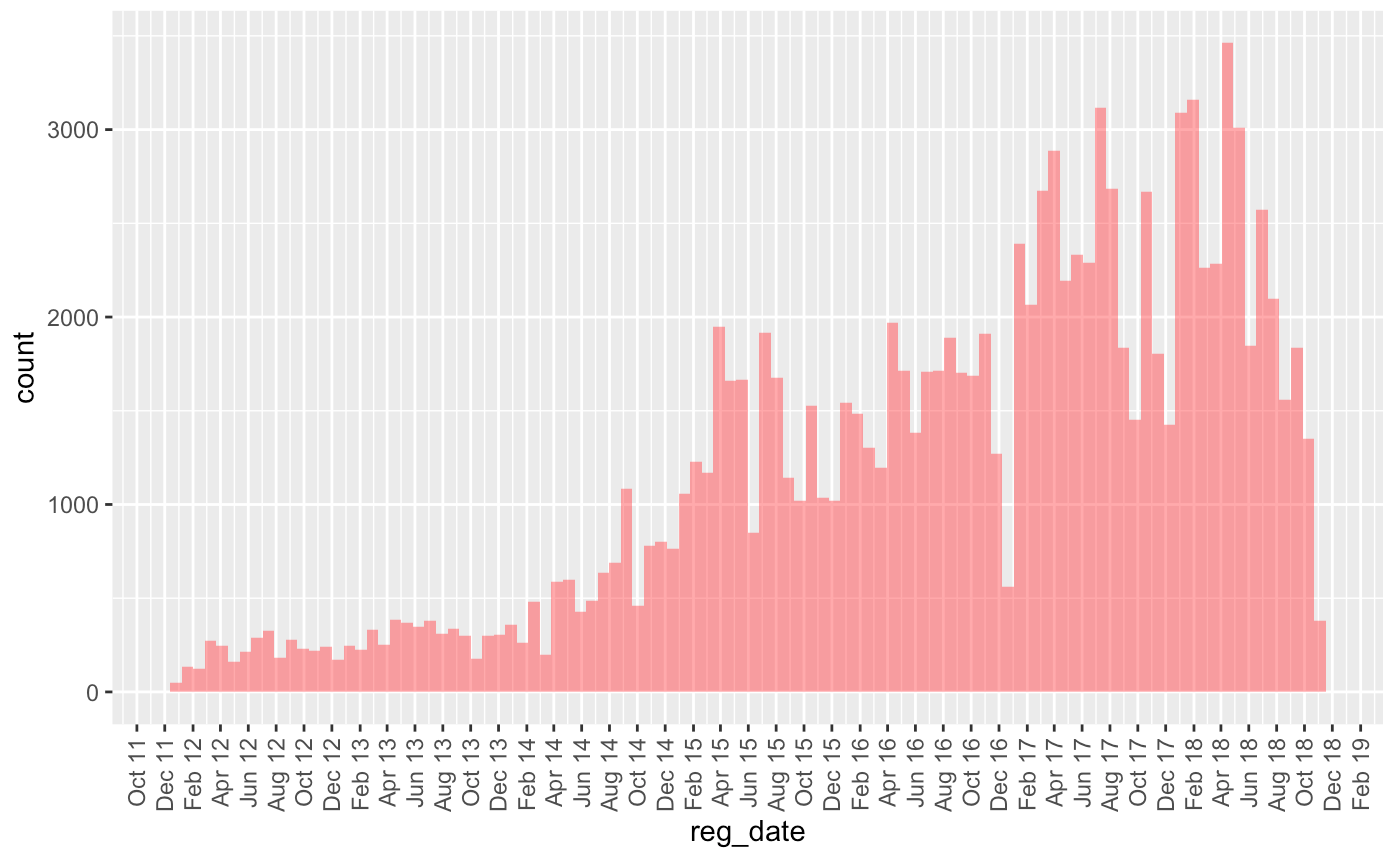 3000
2000
1000
0
count
Oct 11
Dec 11
Feb 12
Apr 12
Jun 12
Aug 12
Oct 12
Dec 12
Feb 13
Apr 13
Jun 13
Aug 13
Oct 13
Dec 13
Feb 14
Apr 14
Jun 14
Aug 14
Oct 14
Dec 14
Feb 15
Apr 15
Jun 15
Aug 15
Oct 15
Dec 15
Feb 16
Apr 16
Jun 16
Aug 16
Oct 16
Dec 16
Feb 17
Apr 17
Jun 17
Aug 17
Oct 17
Dec 17
Feb 18
Apr 18
Jun 18
Aug 18
Oct 18
Dec 18
Feb 19
reg_date